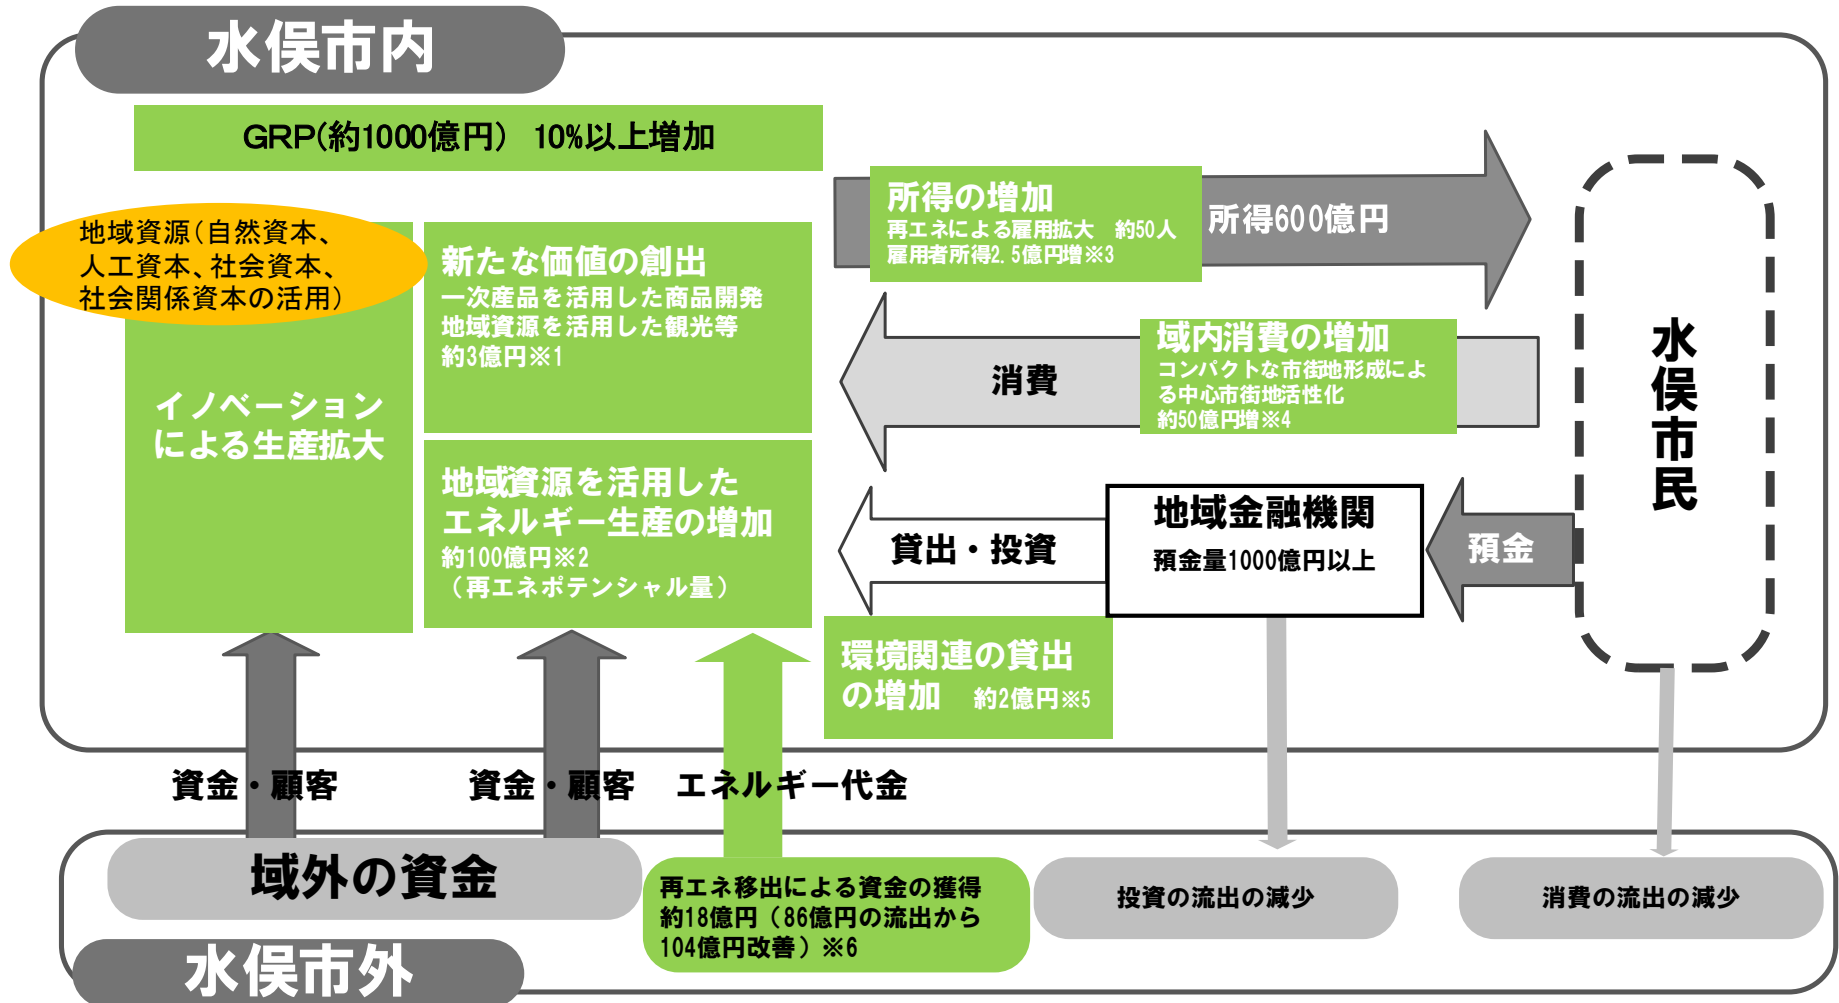 水俣市内
GRP(約1000億円) 10%以上増加
地域資源(自然資本、
人工資本、社会資本、
社会関係資本の活用)
イノベーション
による生産拡大
新たな価値の創出
一次産品を活用した商品開発
地域資源を活用した観光等
約3億円※1
地域資源を活用した
エネルギー生産の増加
約100億円※2
(再エネポテンシャル量)
所得の増加
再エネによる雇用拡大 約50人
雇用者所得2.5億円増※3
所得600億円
消費
域内消費の増加
コンパクトな市街地形成によ
る中心市街地活性化
約50億円増※4
水俣市民
貸出・投資
地域金融機関
預金量1000億円以上
預金
環境関連の貸出
の増加 約2億円※5
資金・顧客
資金・顧客
エネルギー代金
域外の資金
再エネ移出による資金の獲得
約18億円(86億円の流出から
104億円改善)※6
投資の流出の減少
消費の流出の減少
水俣市外